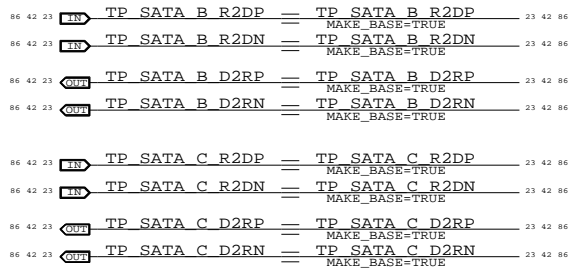 86 42 23 IN TP_SATA_B_R2DP = TP_SATA_B_R2DP 23 42 86
MAKE_BASE=TRUE
86 42 23 IN TP_SATA_B_R2DN = TP_SATA_B_R2DN 23 42 86
MAKE_BASE=TRUE
86 42 23 OUT TP_SATA_B_D2RP = TP_SATA_B_D2RP 23 42 86
MAKE_BASE=TRUE
86 42 23 OUT TP_SATA_B_D2RN = TP_SATA_B_D2RN 23 42 86
MAKE_BASE=TRUE
86 42 23 IN TP_SATA_C_R2DP = TP_SATA_C_R2DP 23 42 86
MAKE_BASE=TRUE
86 42 23 IN TP_SATA_C_R2DN = TP_SATA_C_R2DN 23 42 86
MAKE_BASE=TRUE
86 42 23 OUT TP_SATA_C_D2RP = TP_SATA_C_D2RP 23 42 86
MAKE_BASE=TRUE
86 42 23 OUT TP_SATA_C_D2RN = TP_SATA_C_D2RN 23 42 86
MAKE_BASE=TRUE